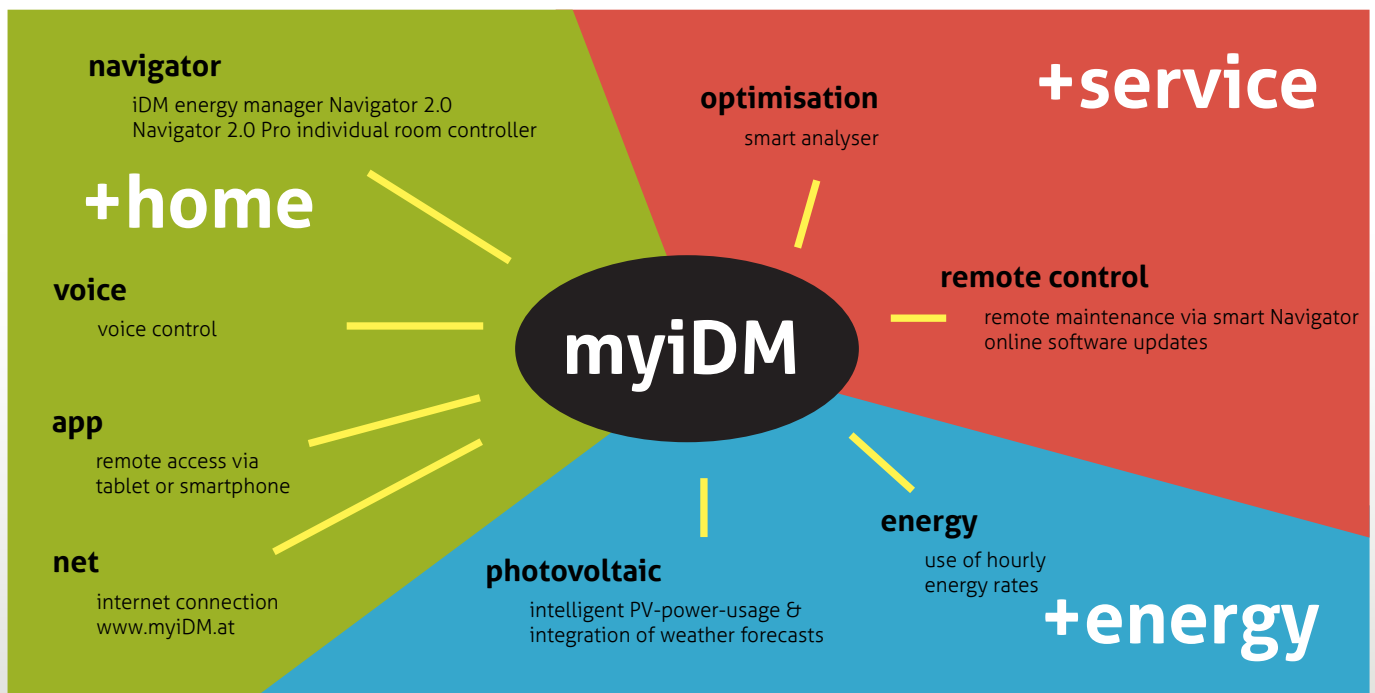 navigator
iDM energy manager Navigator 2.0
Navigator 2.0 Pro individual room controller
+home
voice
voice control
app
remote access via
tablet or smartphone
net
internet connection
www.myiDM.at
myiDM
+service
optimisation
smart analyser
remote control
remote maintenance via smart Navigator
online software updates
photovoltaic
intelligent PV-power-usage &
integration of weather forecasts
energy
use of hourly
energy rates
+energy